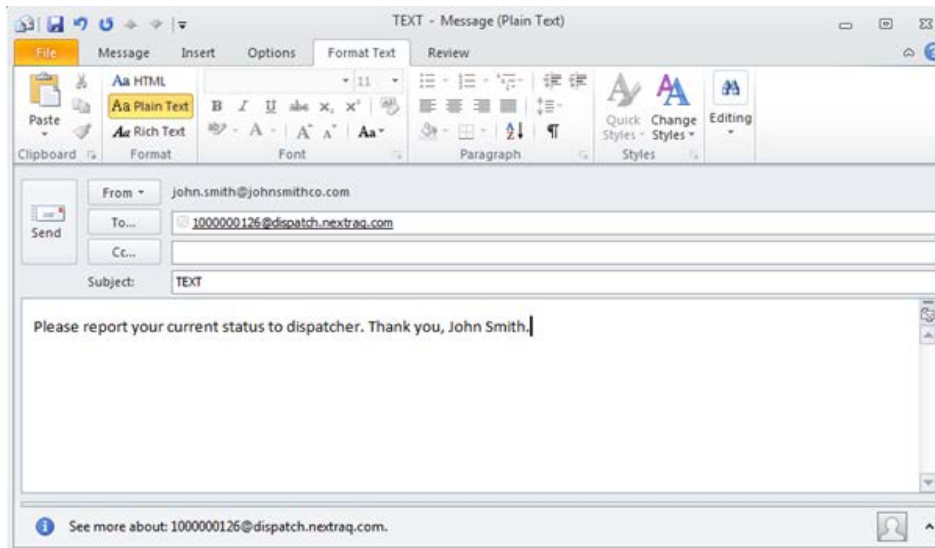 TEXT - Message (Plain Text)
File Message Insert Options Format Text Review
Paste
Aa HTML
Aa Plain Text
Aa Rich Text
11
B I U abc x, x²
A A A Aa
Quick Styles
Change Styles
Editing
Clipboard Format Font Paragraph Styles
Send
From john.smith@johnsmithco.com
To... 1000000126@dispatch.nextraq.com
Cc...
Subject: TEXT
Please report your current status to dispatcher. Thank you, John Smith.
See more about: 1000000126@dispatch.nextraq.com.